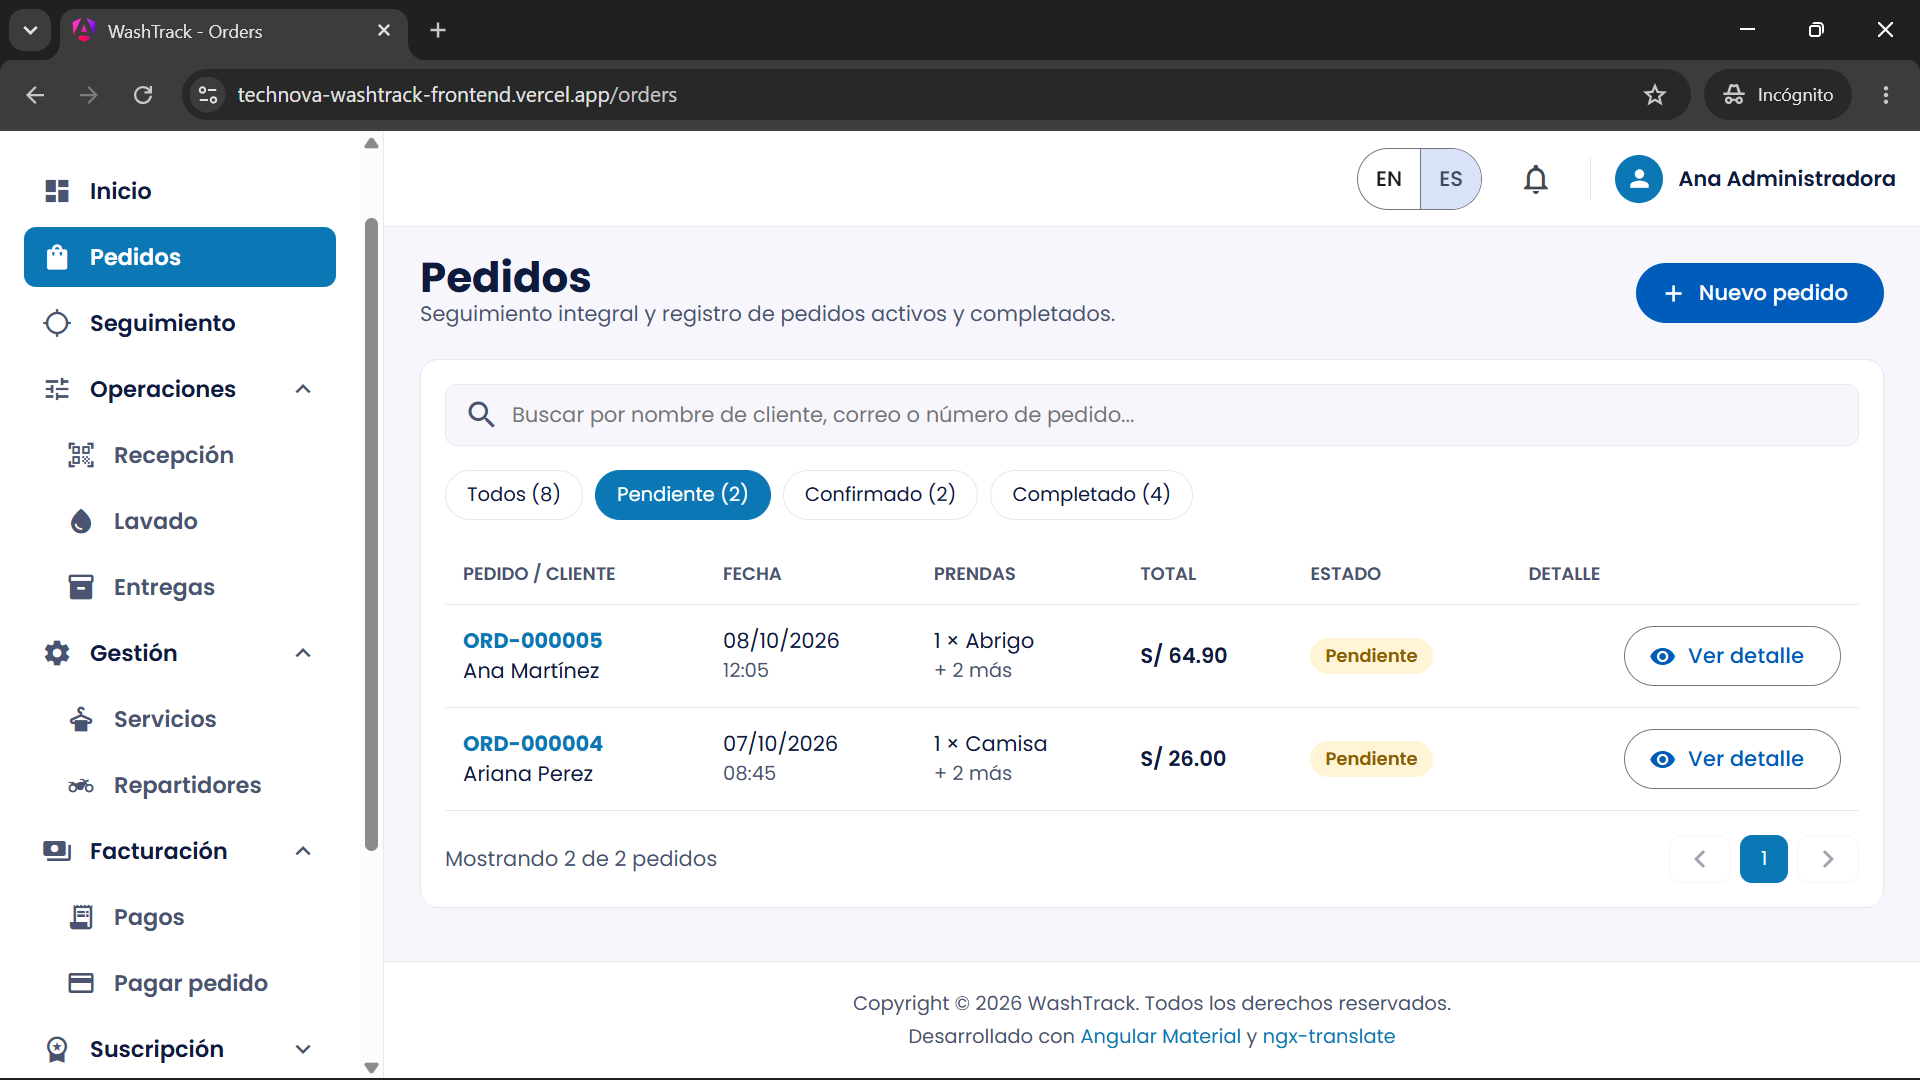 WashTrack - Orders
technova-washtrack-frontend.vercel.app/orders
Incógnito
Inicio
Pedidos
Seguimiento
Operaciones
Recepción
Lavado
Entregas
Gestión
Servicios
Repartidores
Facturación
Pagos
Pagar pedido
Suscripción
EN ES
Ana Administradora
Pedidos
Seguimiento integral y registro de pedidos activos y completados.
+ Nuevo pedido
Buscar por nombre de cliente, correo o número de pedido...
Todos (8) Pendiente (2) Confirmado (2) Completado (4)
PEDIDO / CLIENTE FECHA PRENDAS TOTAL ESTADO DETALLE
ORD-000005 08/10/2026 1 × Abrigo S/ 64.90 Pendiente Ver detalle
Ana Martínez 12:05 + 2 más
ORD-000004 07/10/2026 1 × Camisa S/ 26.00 Pendiente Ver detalle
Ariana Perez 08:45 + 2 más
Mostrando 2 de 2 pedidos
1
Copyright © 2026 WashTrack. Todos los derechos reservados.
Desarrollado con Angular Material y ngx-translate